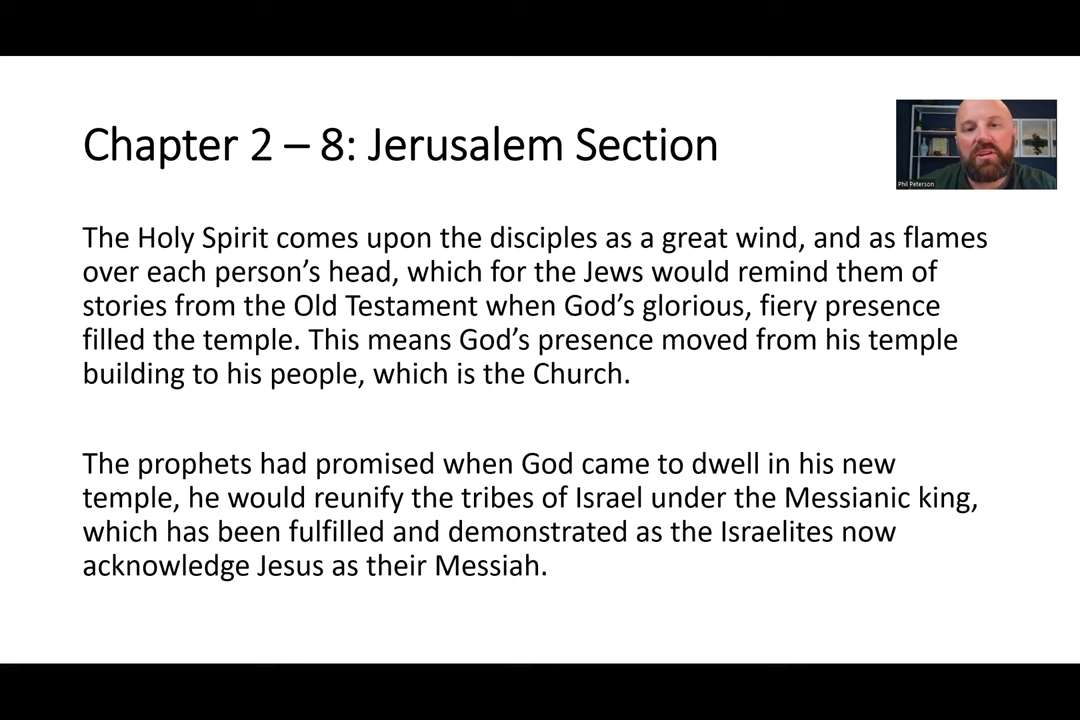 Chapter 2 – 8: Jerusalem Section
Phil Peterson
The Holy Spirit comes upon the disciples as a great wind, and as flames
over each person’s head, which for the Jews would remind them of
stories from the Old Testament when God’s glorious, fiery presence
filled the temple. This means God’s presence moved from his temple
building to his people, which is the Church.
The prophets had promised when God came to dwell in his new
temple, he would reunify the tribes of Israel under the Messianic king,
which has been fulfilled and demonstrated as the Israelites now
acknowledge Jesus as their Messiah.